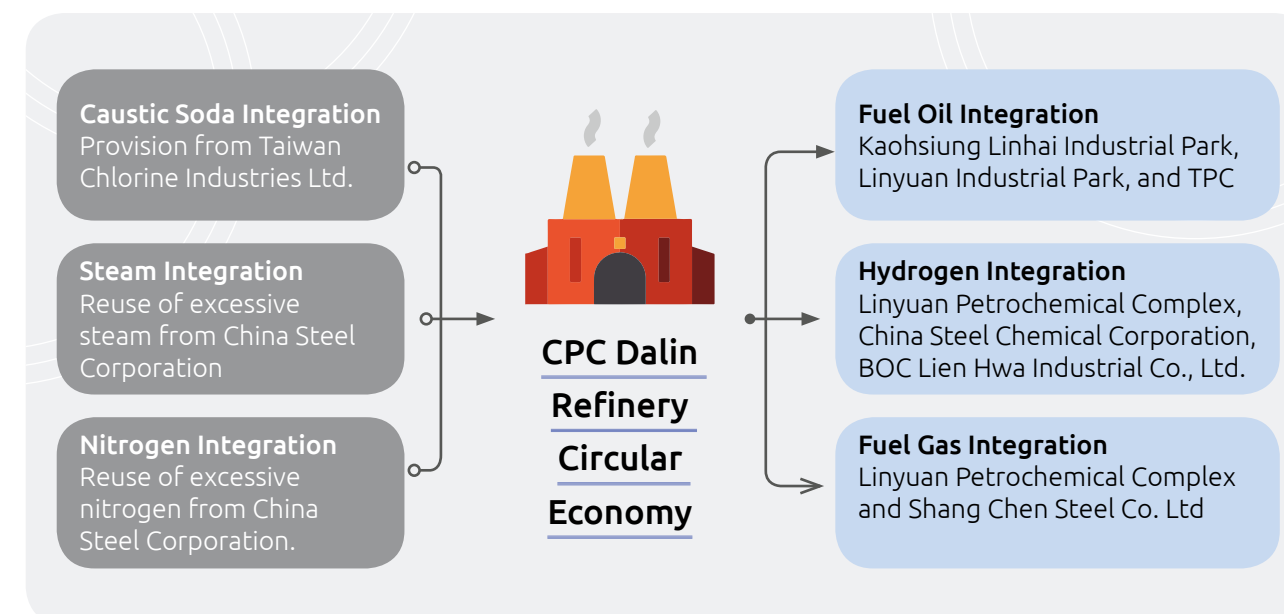 Caustic Soda Integration
Provision from Taiwan
Chlorine Industries Ltd.
Steam Integration
Reuse of excessive
steam from China Steel
Corporation
Nitrogen Integration
Reuse of excessive
nitrogen from China
Steel Corporation.
CPC Dalin
Refinery
Circular
Economy
Fuel Oil Integration
Kaohsiung Linhai Industrial Park,
Linyuan Industrial Park, and TPC
Hydrogen Integration
Linyuan Petrochemical Complex,
China Steel Chemical Corporation,
BOC Lien Hwa Industrial Co., Ltd.
Fuel Gas Integration
Linyuan Petrochemical Complex
and Shang Chen Steel Co. Ltd